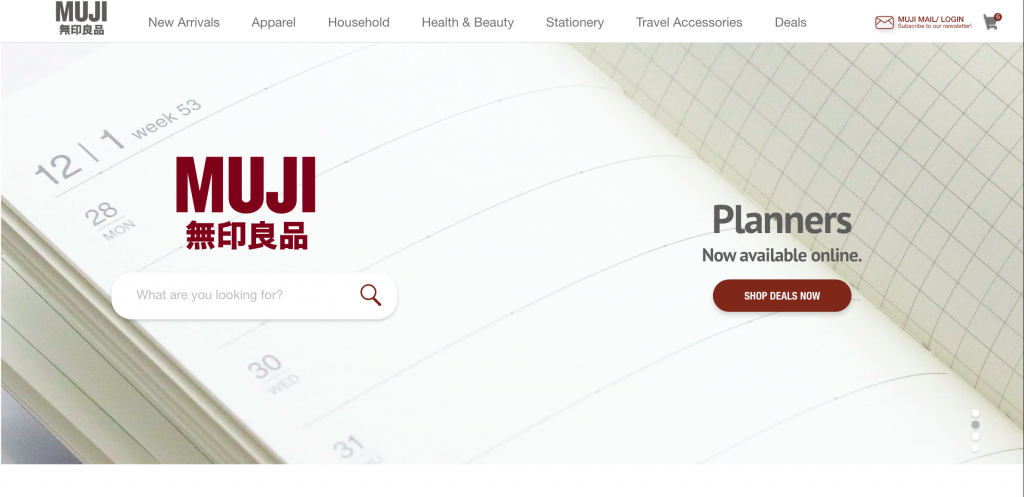 MUJI
無印良品
New Arrivals
Apparel
Household
Health & Beauty
Stationery
Travel Accessories
Deals
MUJI MAIL/ LOGIN
Subscribe to our newsletter!
6
12 | 1 week 53
28
MON
MUJI
無印良品
What are you looking for?
Planners
Now available online.
SHOP DEALS NOW
30
WED
31